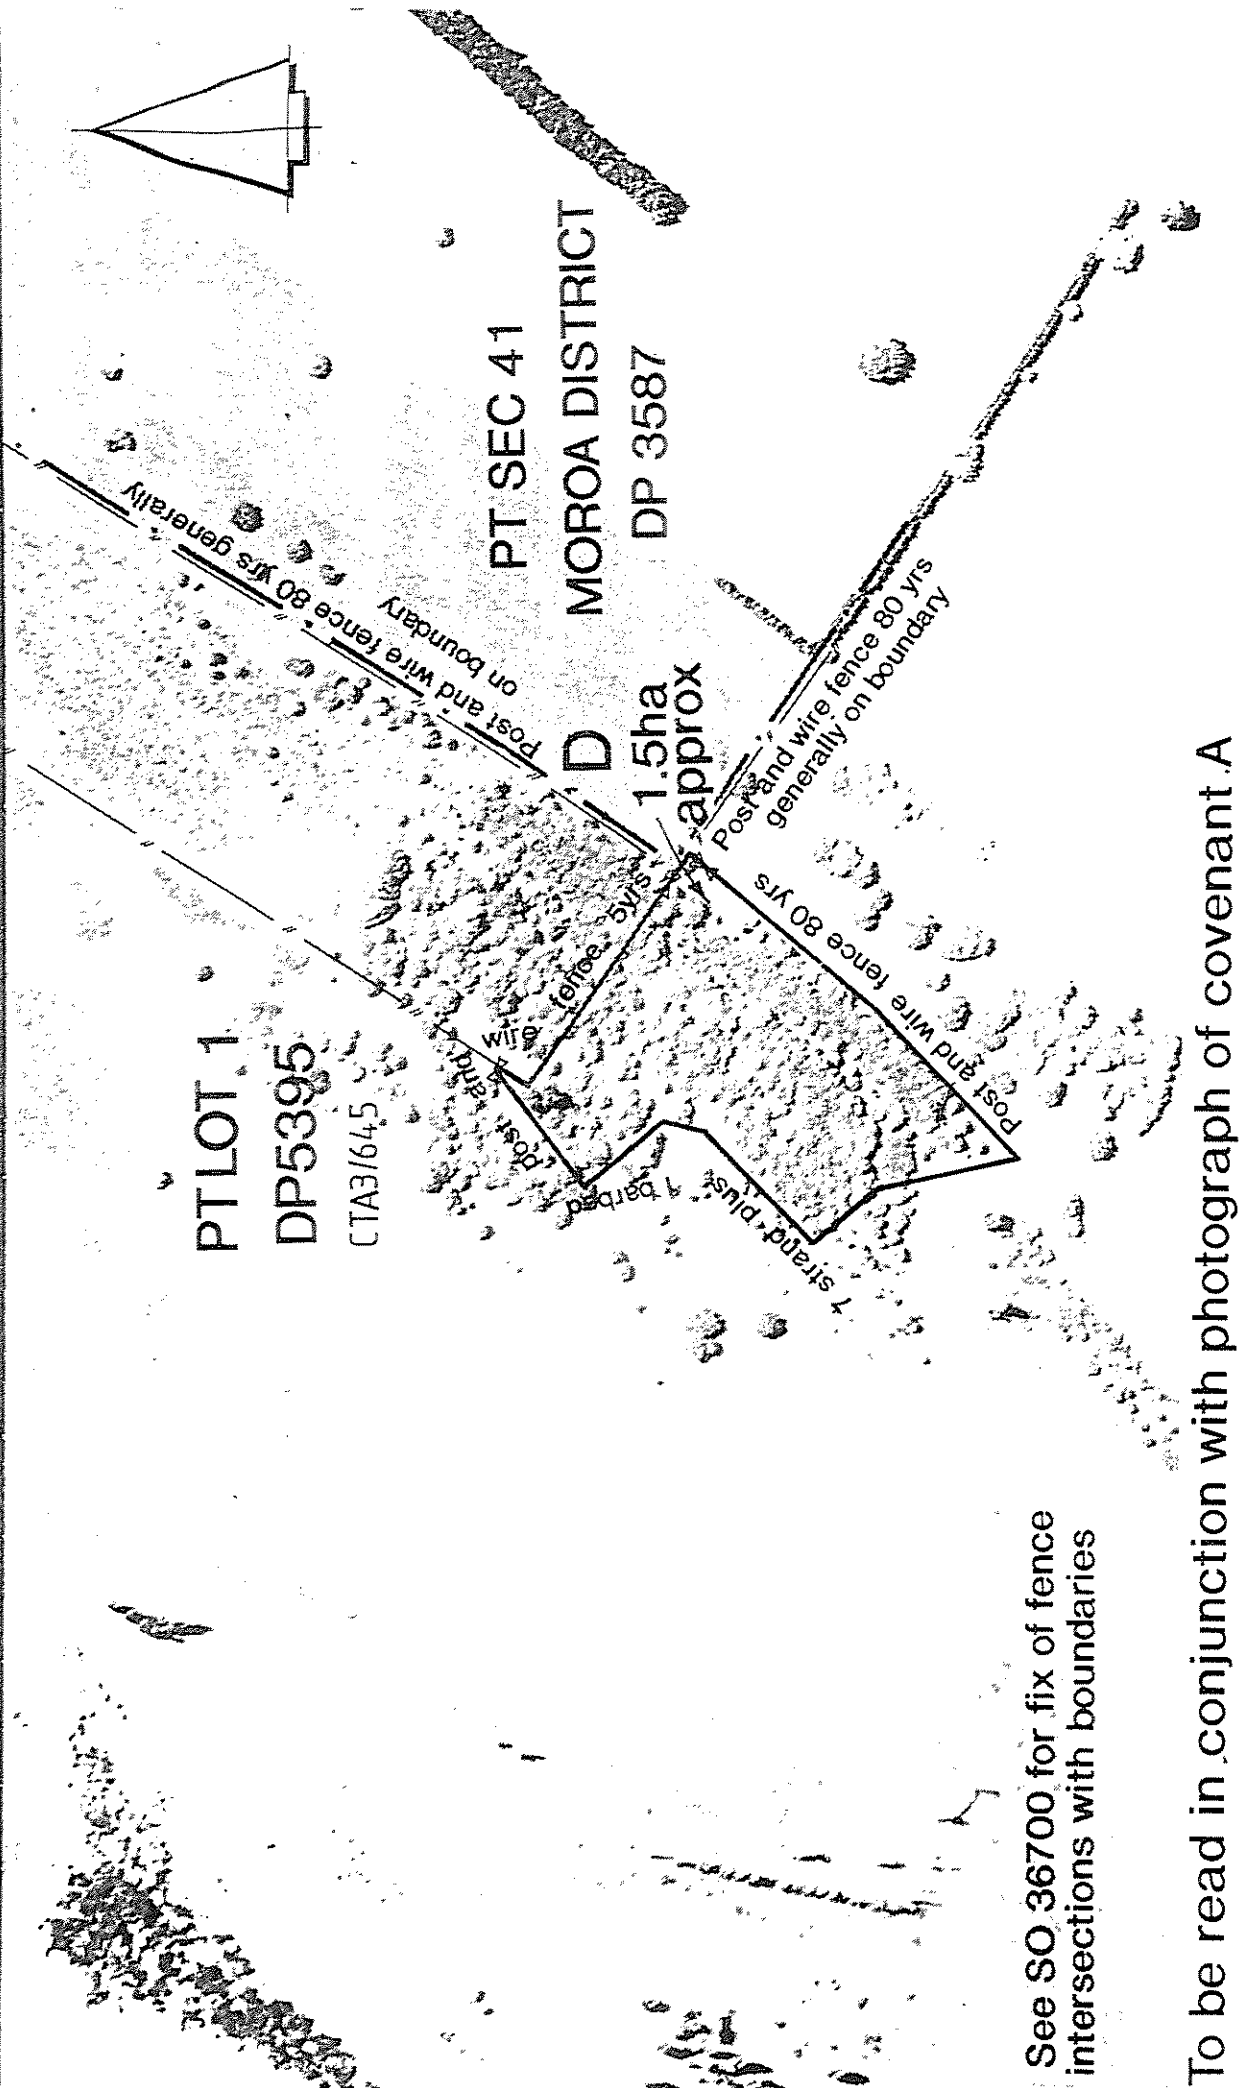 PT LOT 1
DP5395
CTA3/645
PT SEC 41
MOROA DISTRICT
DP 3587
Post and wire fence 80 yrs generally
on boundary
D
1.5ha
approx
Post and wire fence 80 yrs
generally on boundary
Post and wire fence 80 yrs
7 strand plus
1 barbed
post and wire fence 5yrs
See SO 36700 for fix of fence
intersections with boundaries
To be read in conjunction with photograph of covenant A